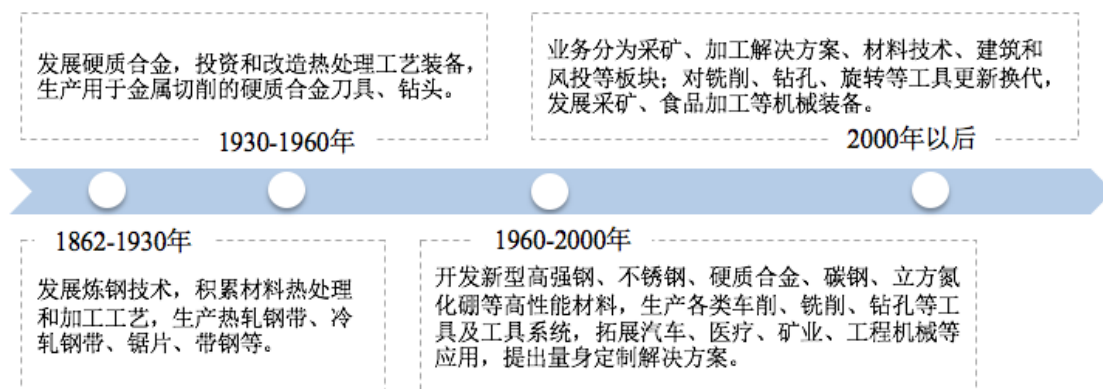 发展硬质合金，投资和改造热处理工艺装备，
生产用于金属切削的硬质合金刀具、钻头。
1930-1960年
业务分为采矿、加工解决方案、材料技术、建筑和
风投等板块；对铣削、钻孔、旋转等工具更新换代，
发展采矿、食品加工等机械装备。
2000年以后
1862-1930年
发展炼钢技术，积累材料热处理
和加工工艺，生产热轧钢带、冷
轧钢带、锯片、带钢等。
1960-2000年
开发新型高强钢、不锈钢、硬质合金、碳钢、立方氮
化硼等高性能材料，生产各类车削、铣削、钻孔等工
具及工具系统，拓展汽车、医疗、矿业、工程机械等
应用，提出量身定制解决方案。